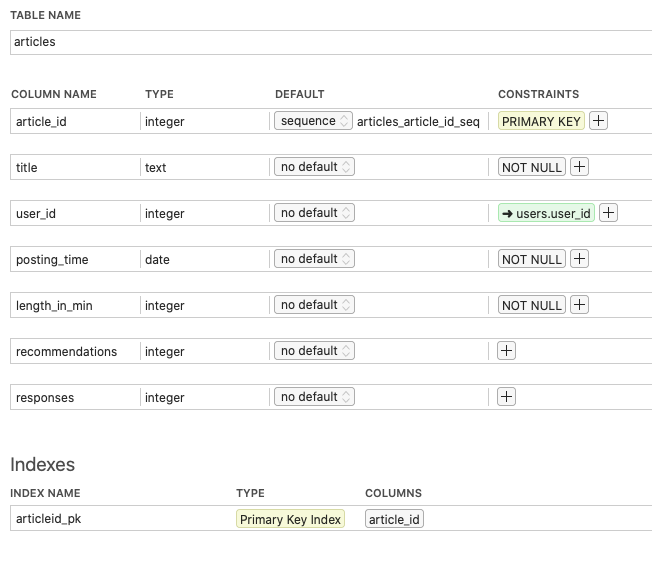 TABLE NAME
articles
COLUMN NAME TYPE DEFAULT CONSTRAINTS
article_id integer sequence articles_article_id_seq PRIMARY KEY +
title text no default NOT NULL +
user_id integer no default ➜ users.user_id +
posting_time date no default NOT NULL +
length_in_min integer no default NOT NULL +
recommendations integer no default +
responses integer no default +
Indexes
INDEX NAME TYPE COLUMNS
articleid_pk Primary Key Index article_id